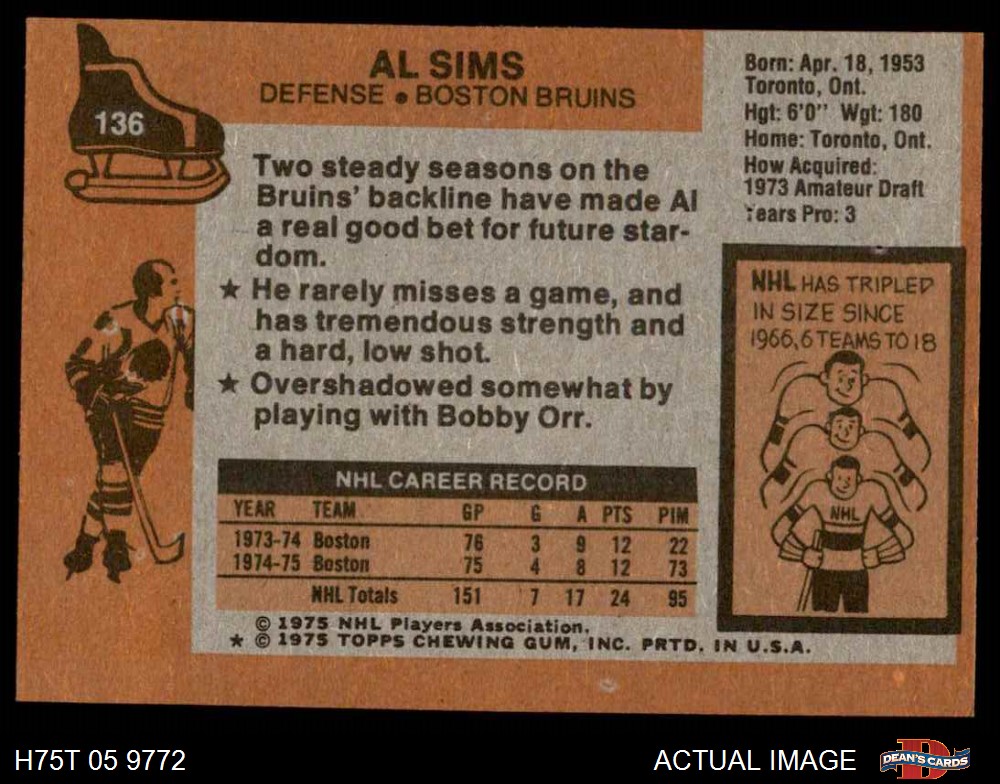 136
AL SIMS
DEFENSE • BOSTON BRUINS
Born: Apr. 18, 1953
Toronto, Ont.
Hgt: 6'0" Wgt: 180
Home: Toronto, Ont.
How Acquired:
1973 Amateur Draft
Years Pro: 3
Two steady seasons on the
Bruins' backline have made Al
a real good bet for future star-
dom.
★ He rarely misses a game, and
has tremendous strength and
a hard, low shot.
★ Overshadowed somewhat by
playing with Bobby Orr.
NHL HAS TRIPLED
IN SIZE SINCE
1966, 6 TEAMS TO 18
NHL
NHL CAREER RECORD
YEAR TEAM GP G A PTS PIM
1973-74 Boston 76 3 9 12 22
1974-75 Boston 75 4 8 12 73
NHL Totals 151 7 17 24 95
© 1975 NHL Players Association.
★ © 1975 TOPPS CHEWING GUM, INC. PRTD. IN U.S.A.
H75T 05 9772
ACTUAL IMAGE
D
DEAN'S CARDS